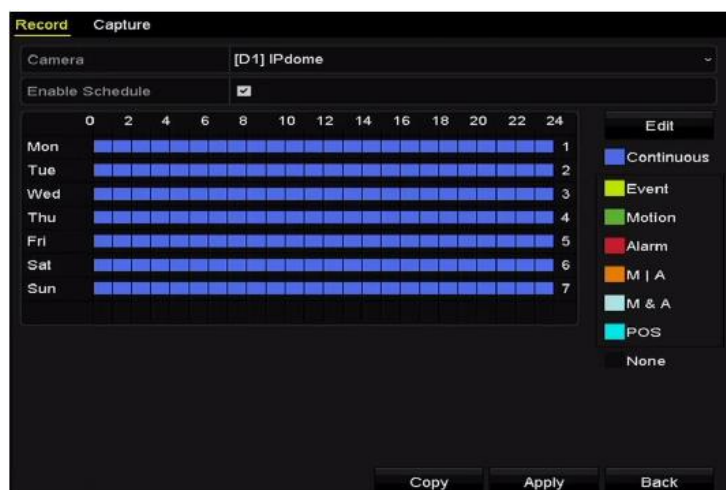 Record Capture
Camera [D1] IPdome
Enable Schedule
0 2 4 6 8 10 12 14 16 18 20 22 24
Edit
Mon 1
Continuous
Tue 2
Wed 3
Event
Thu 4
Motion
Fri 5
Alarm
Sat 6
M | A
Sun 7
M & A
POS
None
Copy Apply Back